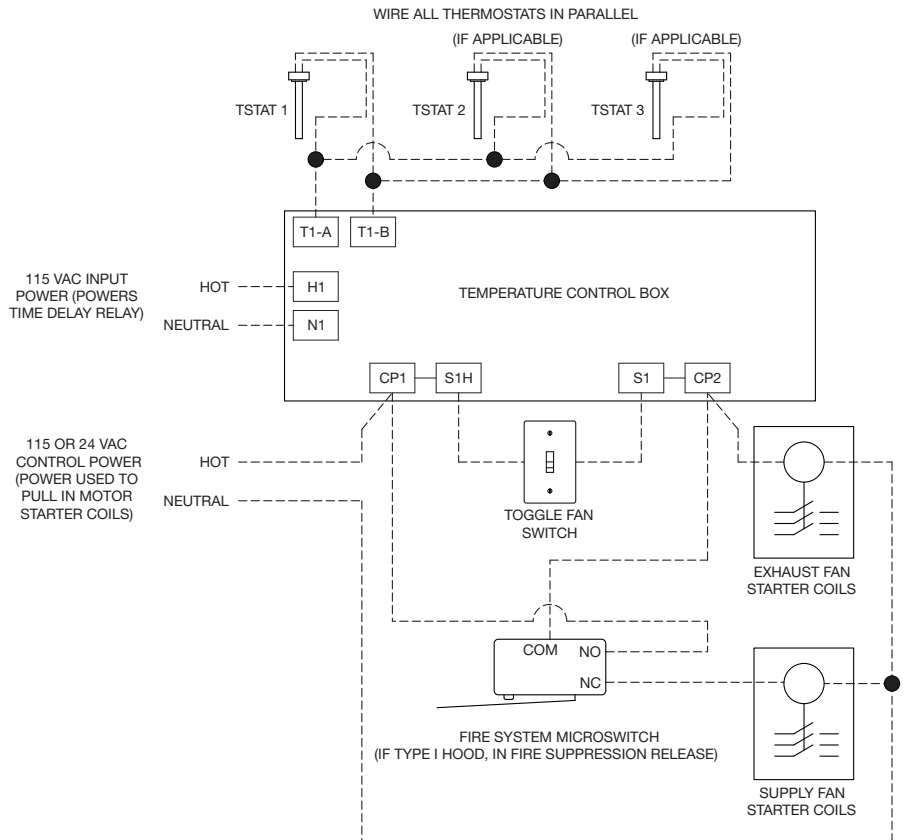 WIRE ALL THERMOSTATS IN PARALLEL
(IF APPLICABLE)
(IF APPLICABLE)
TSTAT 1
TSTAT 2
TSTAT 3
T1-A
T1-B
115 VAC INPUT
POWER (POWERS
TIME DELAY RELAY)
HOT
H1
NEUTRAL
N1
TEMPERATURE CONTROL BOX
CP1
S1H
S1
CP2
115 OR 24 VAC
CONTROL POWER
(POWER USED TO
PULL IN MOTOR
STARTER COILS)
HOT
NEUTRAL
TOGGLE FAN
SWITCH
EXHAUST FAN
STARTER COILS
COM
NO
NC
FIRE SYSTEM MICROSWITCH
(IF TYPE I HOOD, IN FIRE SUPPRESSION RELEASE)
SUPPLY FAN
STARTER COILS